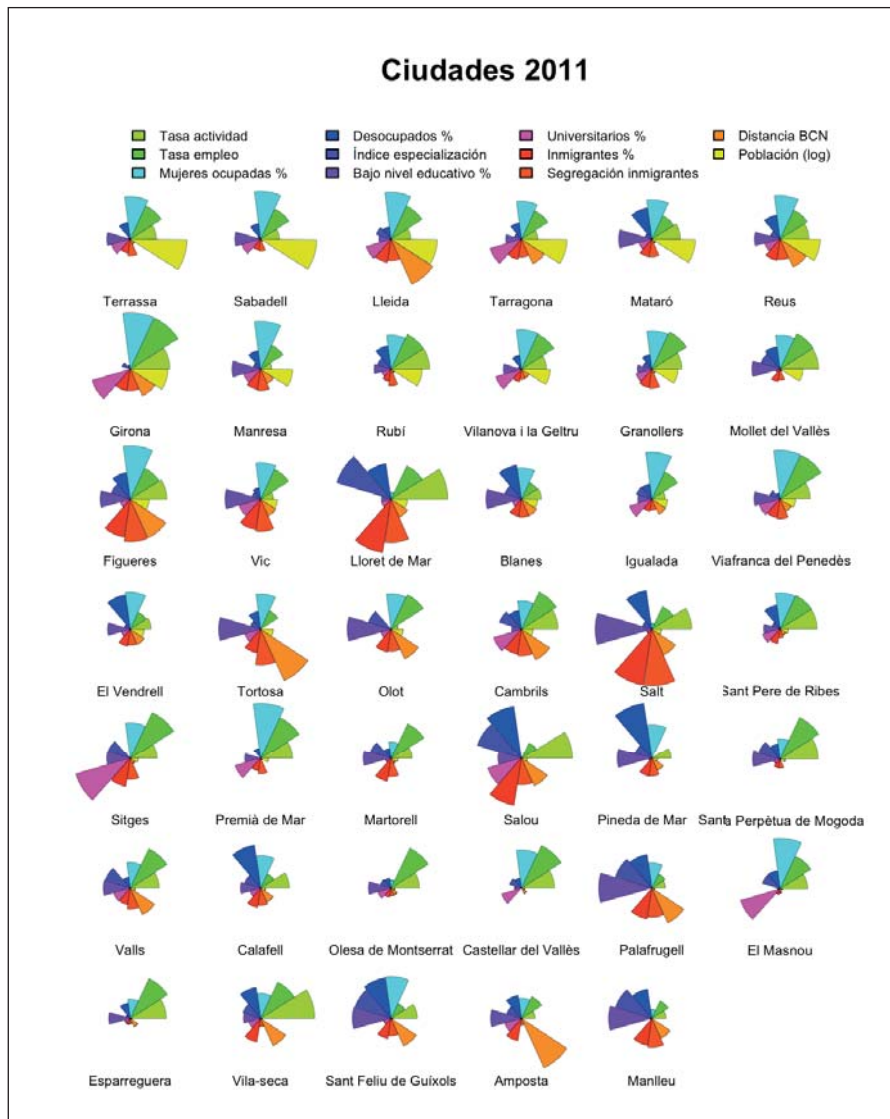 Ciudades 2011
Tasa actividad Desocupados % Universitarios % Distancia BCN
Tasa empleo Índice especialización Inmigrantes % Población (log)
Mujeres ocupadas % Bajo nivel educativo % Segregación inmigrantes
Terrassa Sabadell Lleida Tarragona Mataró Reus
Girona Manresa Rubí Vilanova i la Geltru Granollers Mollet del Vallès
Figueres Vic Lloret de Mar Blanes Igualada Viafranca del Penedès
El Vendrell Tortosa Olot Cambrils Salt Sant Pere de Ribes
Sitges Premià de Mar Martorell Salou Pineda de Mar Santa Perpètua de Mogoda
Valls Calafell Olesa de Montserrat Castellar del Vallès Palafrugell El Masnou
Esparreguera Vila-seca Sant Feliu de Guíxols Amposta Manlleu